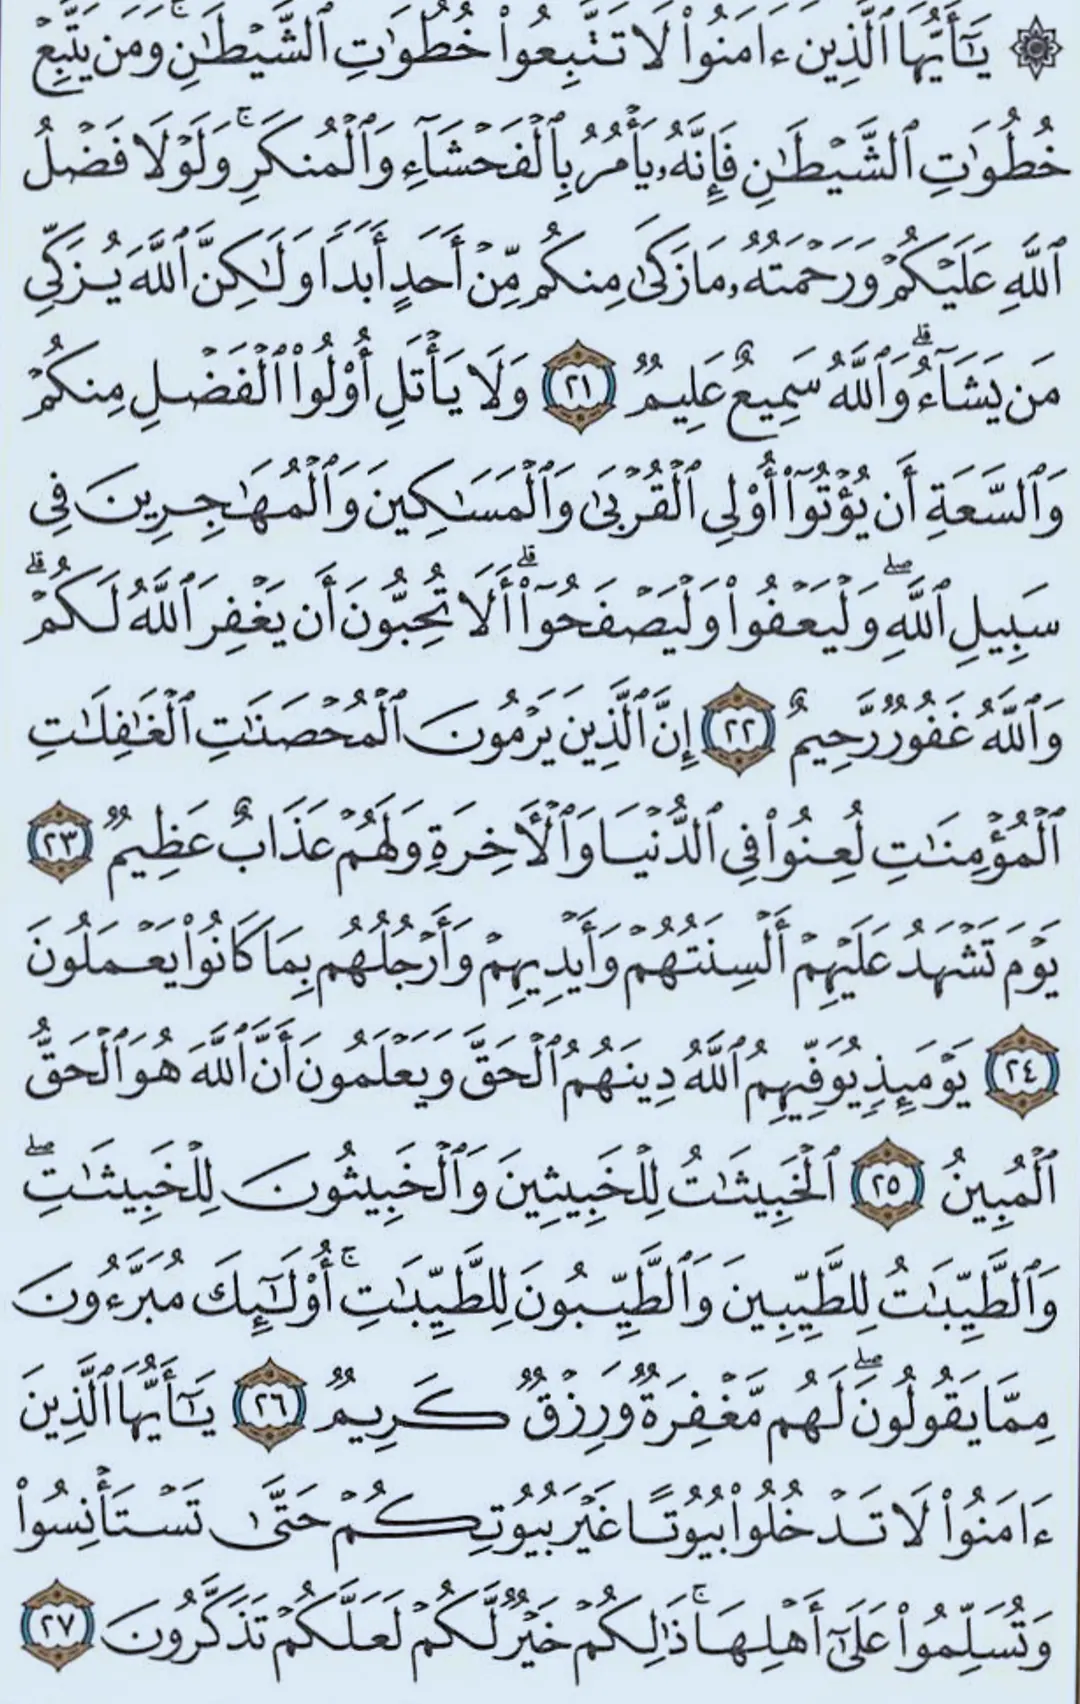 ۞ يَـٰٓأَيُّهَا ٱلَّذِينَ ءَامَنُوا۟ لَا تَتَّبِعُوا۟ خُطُوَٰتِ ٱلشَّيْطَـٰنِ ۚ وَمَن يَتَّبِعْ
خُطُوَٰتِ ٱلشَّيْطَـٰنِ فَإِنَّهُۥ يَأْمُرُ بِٱلْفَحْشَآءِ وَٱلْمُنكَرِ ۚ وَلَوْلَا فَضْلُ
ٱللَّهِ عَلَيْكُمْ وَرَحْمَتُهُۥ مَا زَكَىٰ مِنكُم مِّنْ أَحَدٍ أَبَدًا وَلَـٰكِنَّ ٱللَّهَ يُزَكِّى
مَن يَشَآءُ ۗ وَٱللَّهُ سَمِيعٌ عَلِيمٌ ٢١ وَلَا يَأْتَلِ أُو۟لُوا۟ ٱلْفَضْلِ مِنكُمْ
وَٱلسَّعَةِ أَن يُؤْتُوٓا۟ أُو۟لِى ٱلْقُرْبَىٰ وَٱلْمَسَـٰكِينَ وَٱلْمُهَـٰجِرِينَ فِى
سَبِيلِ ٱللَّهِ ۖ وَلْيَعْفُوا۟ وَلْيَصْفَحُوٓا۟ ۗ أَلَا تُحِبُّونَ أَن يَغْفِرَ ٱللَّهُ لَكُمْ ۗ
وَٱللَّهُ غَفُورٌ رَّحِيمٌ ٢٢ إِنَّ ٱلَّذِينَ يَرْمُونَ ٱلْمُحْصَنَـٰتِ ٱلْغَـٰفِلَـٰتِ
ٱلْمُؤْمِنَـٰتِ لُعِنُوا۟ فِى ٱلدُّنْيَا وَٱلْـَٔاخِرَةِ وَلَهُمْ عَذَابٌ عَظِيمٌ ٢٣
يَوْمَ تَشْهَدُ عَلَيْهِمْ أَلْسِنَتُهُمْ وَأَيْدِيهِمْ وَأَرْجُلُهُم بِمَا كَانُوا۟ يَعْمَلُونَ
٢٤ يَوْمَئِذٍ يُوَفِّيهِمُ ٱللَّهُ دِينَهُمُ ٱلْحَقَّ وَيَعْلَمُونَ أَنَّ ٱللَّهَ هُوَ ٱلْحَقُّ
ٱلْمُبِينُ ٢٥ ٱلْخَبِيثَـٰتُ لِلْخَبِيثِينَ وَٱلْخَبِيثُونَ لِلْخَبِيثَـٰتِ ۖ
وَٱلطَّيِّبَـٰتُ لِلطَّيِّبِينَ وَٱلطَّيِّبُونَ لِلطَّيِّبَـٰتِ ۚ أُو۟لَـٰٓئِكَ مُبَرَّءُونَ
مِمَّا يَقُولُونَ ۖ لَهُم مَّغْفِرَةٌ وَرِزْقٌ كَرِيمٌ ٢٦ يَـٰٓأَيُّهَا ٱلَّذِينَ
ءَامَنُوا۟ لَا تَدْخُلُوا۟ بُيُوتًا غَيْرَ بُيُوتِكُمْ حَتَّىٰ تَسْتَأْنِسُوا۟
وَتُسَلِّمُوا۟ عَلَىٰٓ أَهْلِهَا ۚ ذَٰلِكُمْ خَيْرٌ لَّكُمْ لَعَلَّكُمْ تَذَكَّرُونَ ٢٧